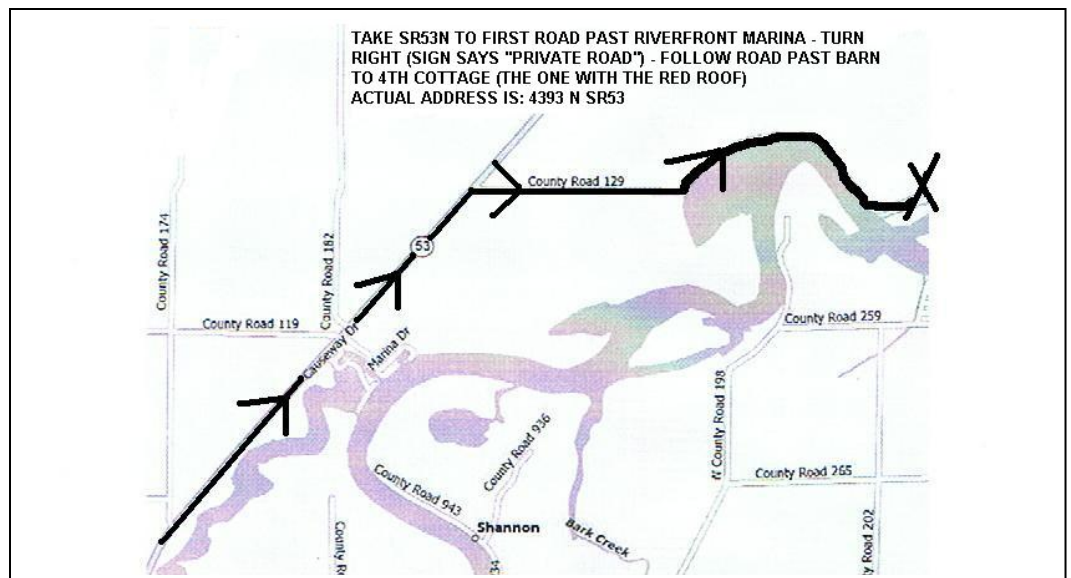 TAKE SR53N TO FIRST ROAD PAST RIVERFRONT MARINA - TURN
RIGHT (SIGN SAYS "PRIVATE ROAD") - FOLLOW ROAD PAST BARN
TO 4TH COTTAGE (THE ONE WITH THE RED ROOF)
ACTUAL ADDRESS IS: 4393 N SR53
County Road 129
County Road 174
County Road 182
53
County Road 119
Causeway Dr
Marina Dr
County Road 259
N County Road 198
County Road 936
County Road 265
County Road 943
Shannon
Bark Creek
County
34
ty Road 202